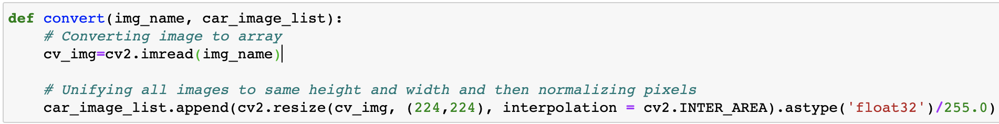 def convert(img_name, car_image_list):
    # Converting image to array
    cv_img=cv2.imread(img_name)
    # Unifying all images to same height and width and then normalizing pixels
    car_image_list.append(cv2.resize(cv_img, (224,224), interpolation = cv2.INTER_AREA).astype('float32')/255.0)